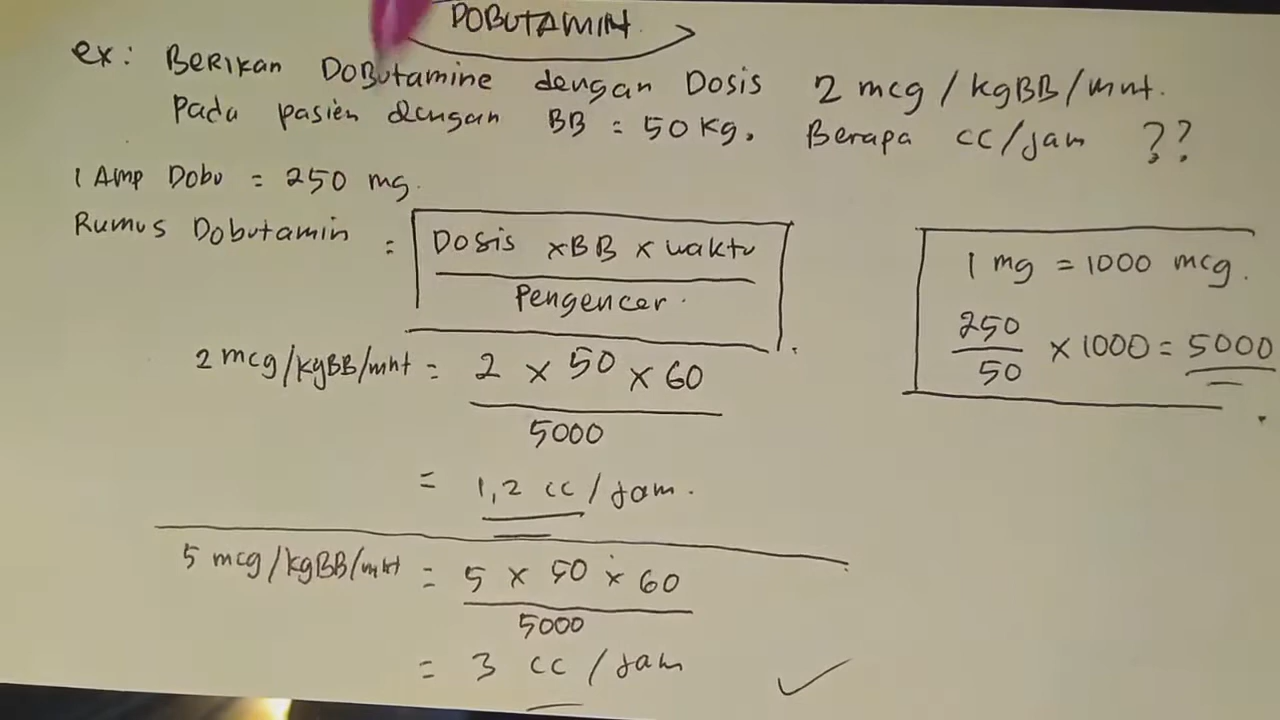 DOBUTAMIN
ex: BERIKAN DOBUtAMINE dengan Dosis 2 mcg/kgBB/mnt.
Pada pasien dengan BB = 50 Kg. Berapa cc/jam ??
1 Amp Dobu = 250 mg.
Rumus Dobutamin = Dosis x BB x waktu
Pengencer.
1 mg = 1000 mcg.
250
50
x 1000 = 5000
2 mcg/kgBB/mnt = 2 x 50 x 60
5000
= 1,2 cc/jam.
5 mcg/kgBB/mnt = 5 x 50 x 60
5000
= 3 cc/jam